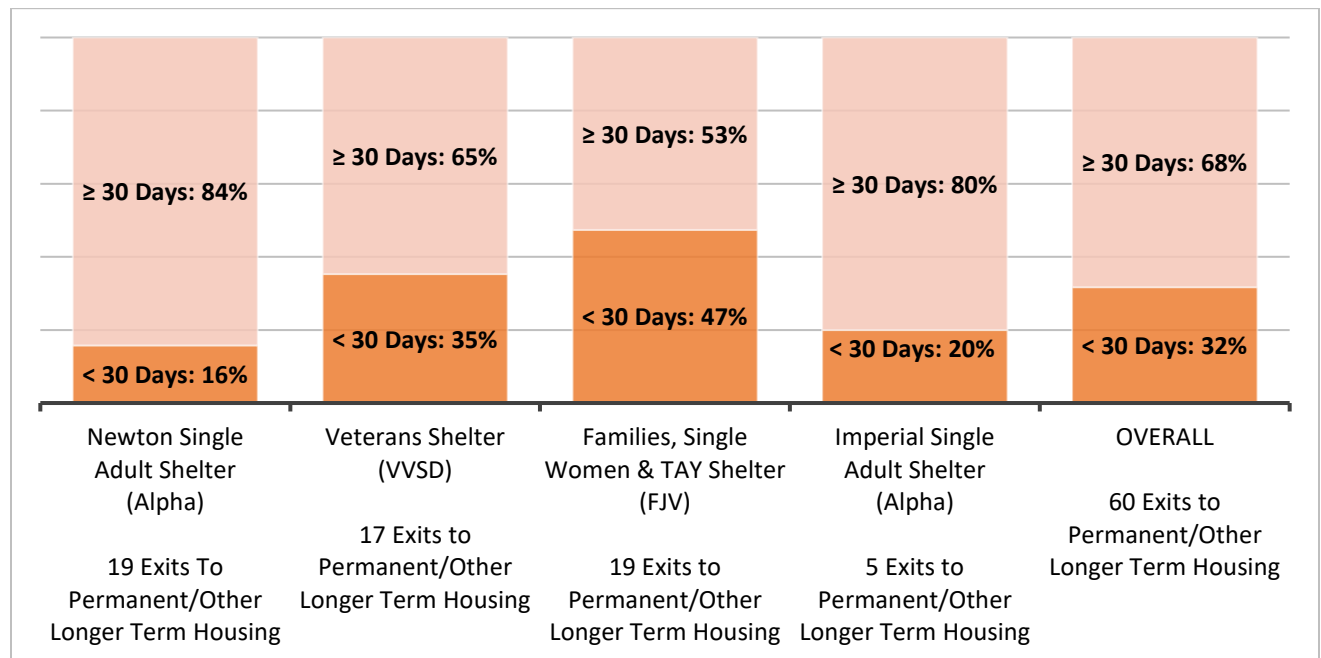 ≥ 30 Days: 84%
< 30 Days: 16%
≥ 30 Days: 65%
< 30 Days: 35%
≥ 30 Days: 53%
< 30 Days: 47%
≥ 30 Days: 80%
< 30 Days: 20%
≥ 30 Days: 68%
< 30 Days: 32%
Newton Single
Adult Shelter
(Alpha)
19 Exits To
Permanent/Other
Longer Term Housing
Veterans Shelter
(VVSD)
17 Exits to
Permanent/Other
Longer Term Housing
Families, Single
Women & TAY Shelter
(FJV)
19 Exits to
Permanent/Other
Longer Term Housing
Imperial Single
Adult Shelter
(Alpha)
5 Exits to
Permanent/Other
Longer Term Housing
OVERALL
60 Exits to
Permanent/Other
Longer Term Housing